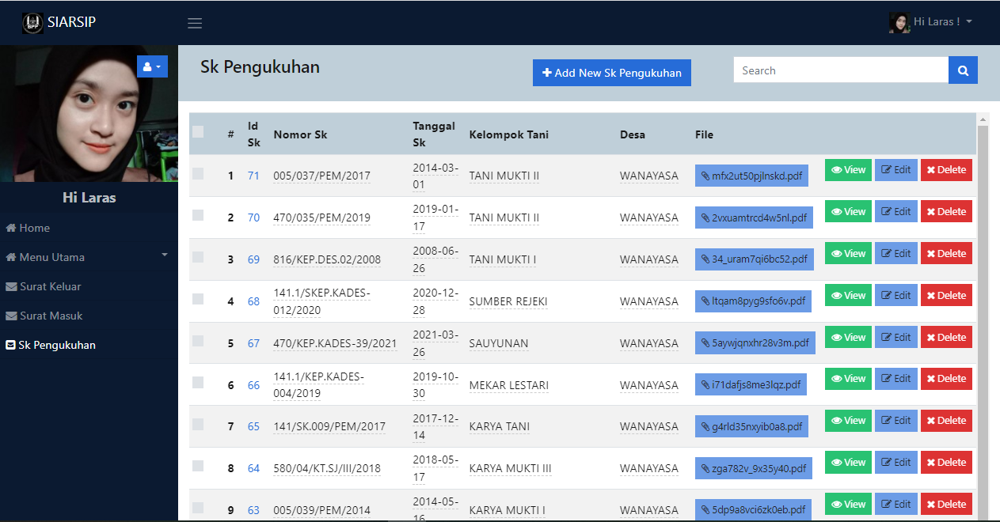 SIARSIP
Hi Laras !
Hi Laras
Home
Menu Utama
Surat Keluar
Surat Masuk
Sk Pengukuhan
Sk Pengukuhan
Add New Sk Pengukuhan
Search
# Id Sk Nomor Sk Tanggal Sk Kelompok Tani Desa File
1 71 005/037/PEM/2017 2014-03-01 TANI MUKTI II WANAYASA mfx2ut50pjlnskd.pdf View Edit Delete
2 70 470/035/PEM/2019 2019-01-17 TANI MUKTI II WANAYASA 2vxuamtrcd4w5nl.pdf View Edit Delete
3 69 816/KEP.DES.02/2008 2008-06-26 TANI MUKTI I WANAYASA 34_uram7qi6bc52.pdf View Edit Delete
4 68 141.1/SKEP.KADES-012/2020 2020-12-28 SUMBER REJEKI WANAYASA ltqam8pyg9sfo6v.pdf View Edit Delete
5 67 470/KEP.KADES-39/2021 2021-03-26 SAUYUNAN WANAYASA 5aywjqnxhr28v3m.pdf View Edit Delete
6 66 141.1/KEP.KADES-004/2019 2019-10-30 MEKAR LESTARI WANAYASA i71dafjs8me3lqz.pdf View Edit Delete
7 65 141/SK.009/PEM/2017 2017-12-14 KARYA TANI WANAYASA g4rld35nxyib0a8.pdf View Edit Delete
8 64 580/04/KT.SJ/III/2018 2018-05-17 KARYA MUKTI III WANAYASA zga782v_9x35y40.pdf View Edit Delete
9 63 005/039/PEM/2014 2014-05-16 KARYA MUKTI I WANAYASA 5dp9a8vci6zk0eb.pdf View Edit Delete